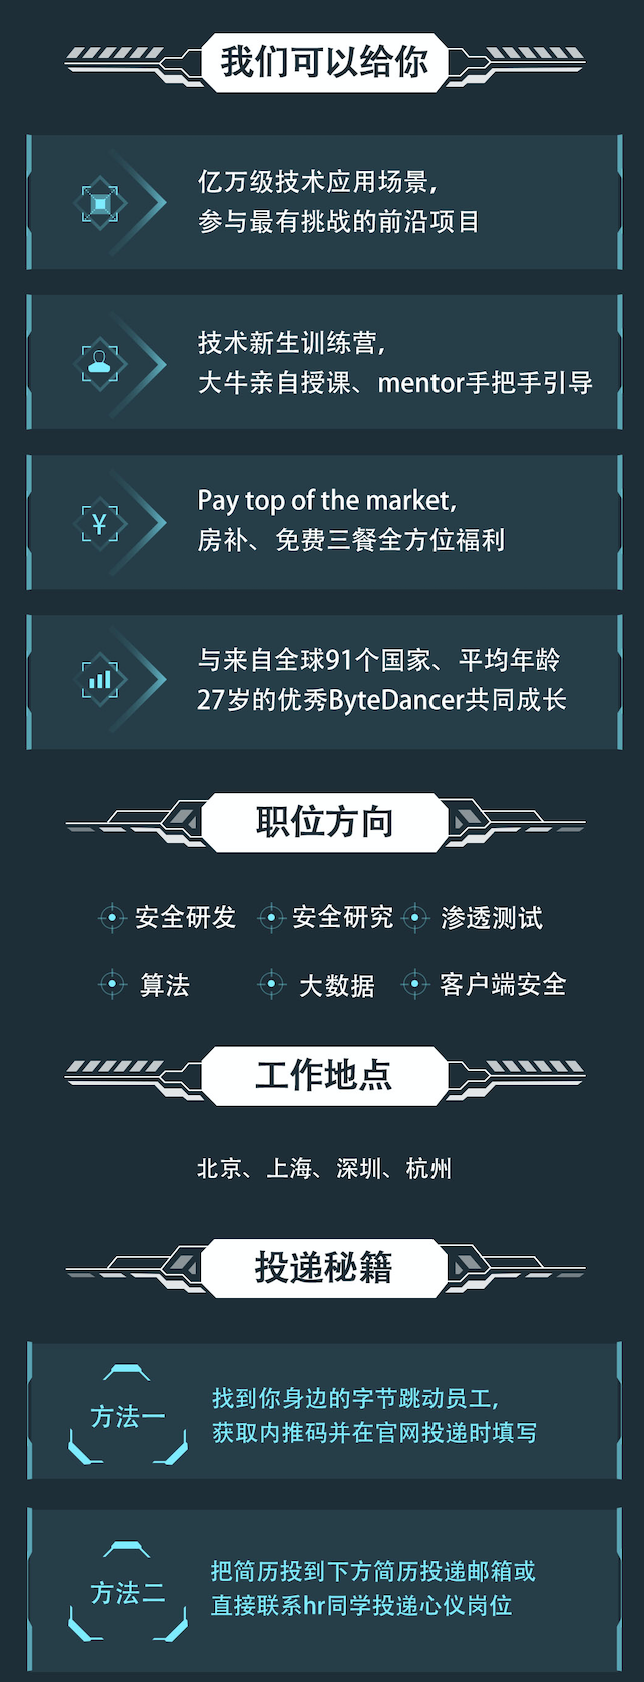 我们可以给你
亿万级技术应用场景,
参与最有挑战的前沿项目
技术新生训练营,
大牛亲自授课、mentor手把手引导
¥
Pay top of the market,
房补、免费三餐全方位福利
与来自全球91个国家、平均年龄
27岁的优秀ByteDancer共同成长
职位方向
安全研发 安全研究 渗透测试
算法 大数据 客户端安全
工作地点
北京、上海、深圳、杭州
投递秘籍
方法一
找到你身边的字节跳动员工,
获取内推码并在官网投递时填写
方法二
把简历投到下方简历投递邮箱或
直接联系hr同学投递心仪岗位